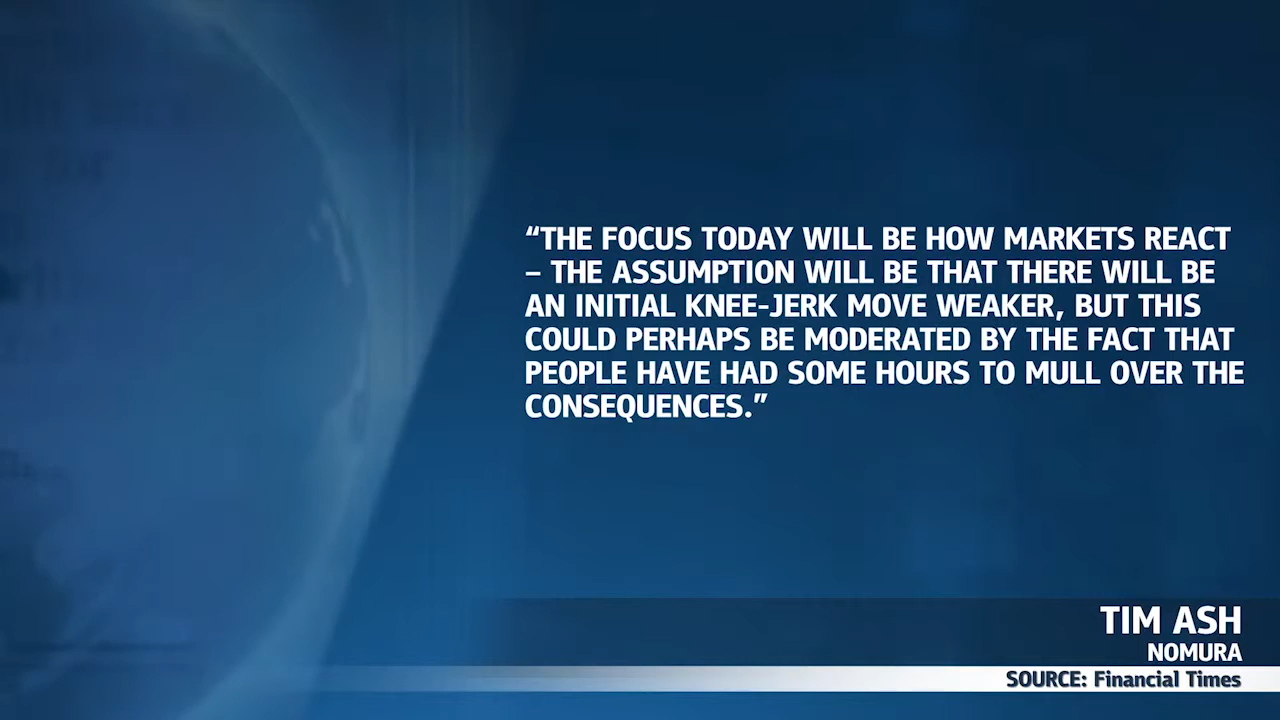 “THE FOCUS TODAY WILL BE HOW MARKETS REACT
– THE ASSUMPTION WILL BE THAT THERE WILL BE
AN INITIAL KNEE-JERK MOVE WEAKER, BUT THIS
COULD PERHAPS BE MODERATED BY THE FACT THAT
PEOPLE HAVE HAD SOME HOURS TO MULL OVER THE
CONSEQUENCES.”
TIM ASH
NOMURA
SOURCE: Financial Times